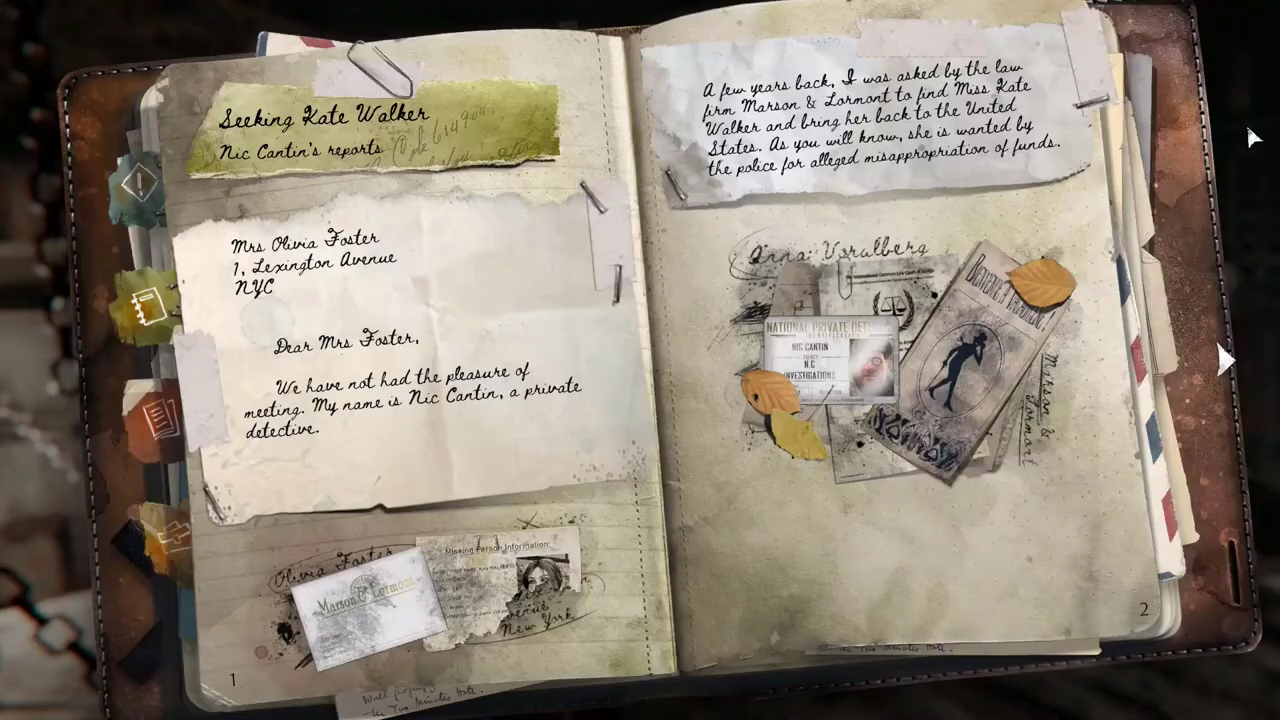 Seeking Kate Walker
Nic Cantin's reports
Mrs Olivia Foster
1, Lexington Avenue
NYC
Dear Mrs Foster,
We have not had the pleasure of
meeting. My name is Nic Cantin, a private
detective.
Olivia Foster
Marson & Lormont
Missing Person Information:
New York
1
A few years back, I was asked by the law
firm Marson & Lormont to find Miss Kate
Walker and bring her back to the United
States. As you will know, she is wanted by
the police for alleged misappropriation of funds.
Anna Voralberg
NATIONAL PRIVATE
NIC CANTIN
N.C
INVESTIGATIONS
Marson &
Lormont
2
the Two Minutes Hate.